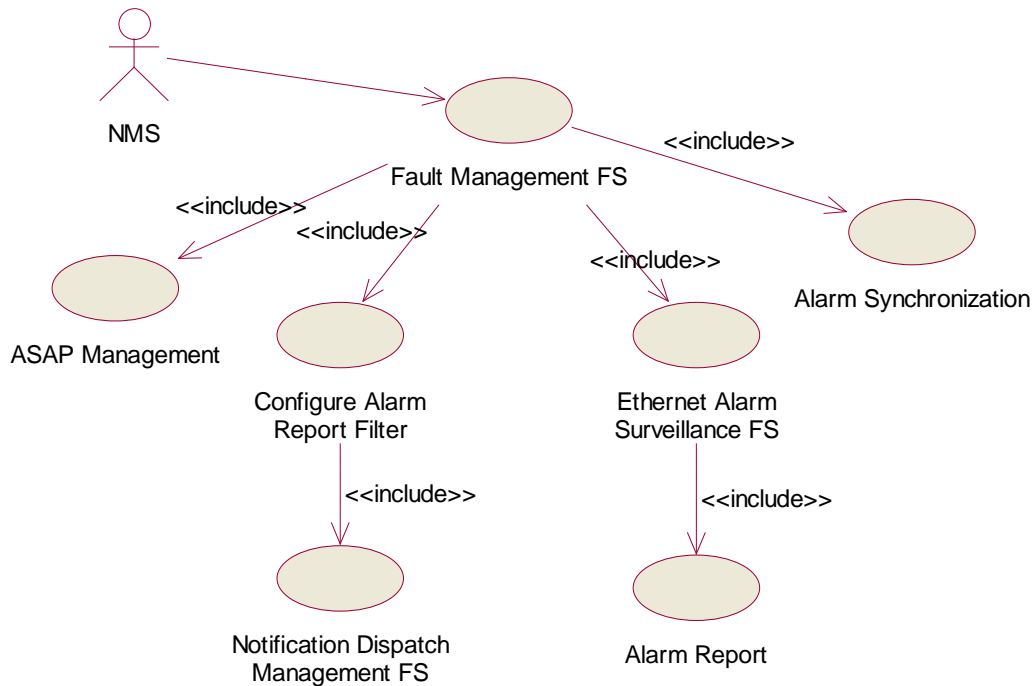 NMS
<<include>>
Fault Management FS
<<include>>
<<include>>
<<include>>
Alarm Synchronization
ASAP Management
Configure Alarm
Report Filter
Ethernet Alarm
Surveillance FS
<<include>>
<<include>>
Notification Dispatch
Management FS
Alarm Report